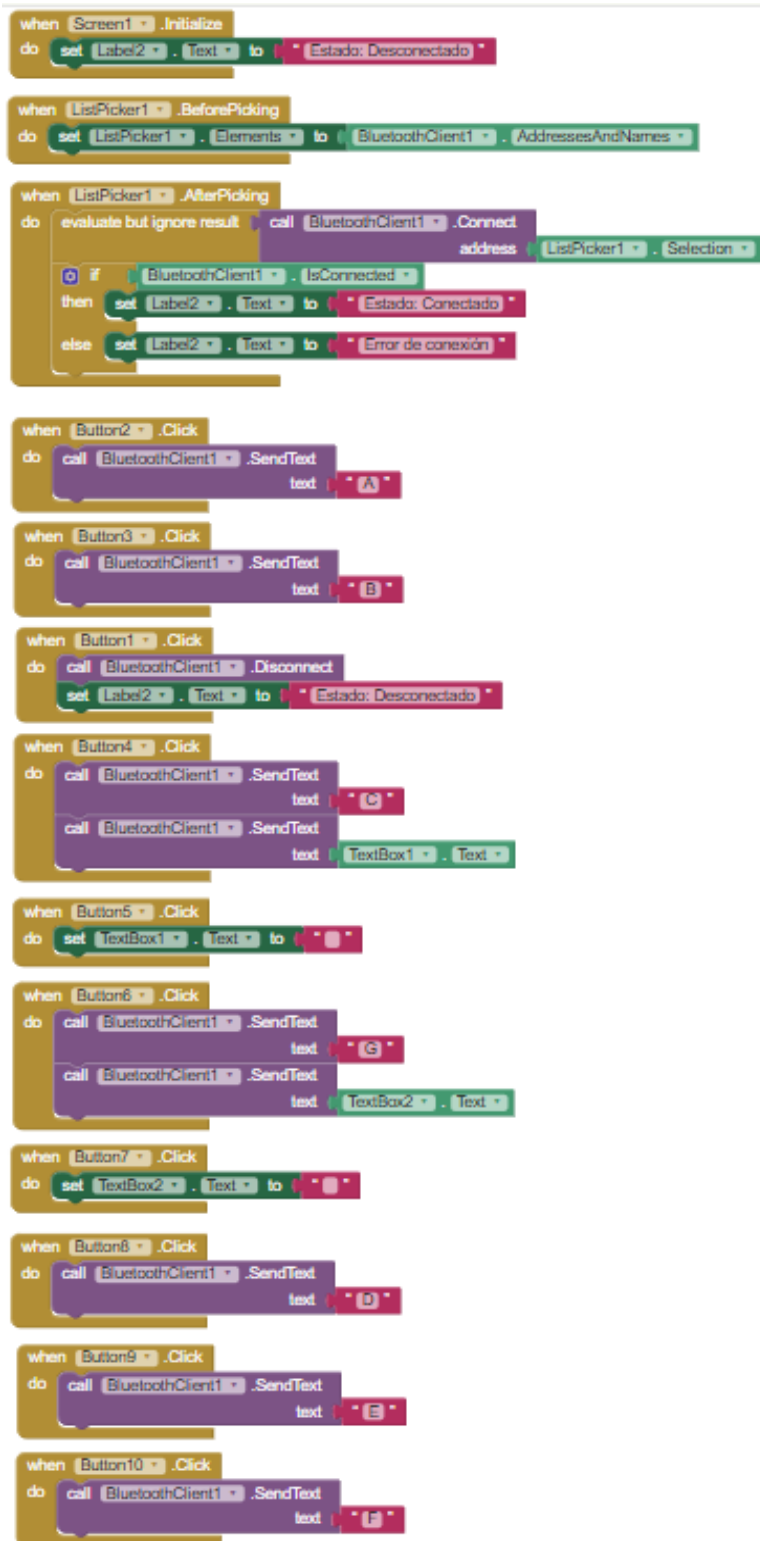 when Screen1 .Initialize
do set Label2 . Text to " Estado: Desconectado "
when ListPicker1 .BeforePicking
do set ListPicker1 . Elements to BluetoothClient1 . AddressesAndNames
when ListPicker1 .AfterPicking
do evaluate but ignore result call BluetoothClient1 .Connect
address ListPicker1 . Selection
if BluetoothClient1 . IsConnected
then set Label2 . Text to " Estado: Conectado "
else set Label2 . Text to " Error de conexión "
when Button2 .Click
do call BluetoothClient1 .SendText
text " A "
when Button3 .Click
do call BluetoothClient1 .SendText
text " B "
when Button1 .Click
do call BluetoothClient1 .Disconnect
set Label2 . Text to " Estado: Desconectado "
when Button4 .Click
do call BluetoothClient1 .SendText
text " C "
call BluetoothClient1 .SendText
text TextBox1 . Text
when Button5 .Click
do set TextBox1 . Text to " "
when Button6 .Click
do call BluetoothClient1 .SendText
text " G "
call BluetoothClient1 .SendText
text TextBox2 . Text
when Button7 .Click
do set TextBox2 . Text to " "
when Button8 .Click
do call BluetoothClient1 .SendText
text " D "
when Button9 .Click
do call BluetoothClient1 .SendText
text " E "
when Button10 .Click
do call BluetoothClient1 .SendText
text " F "